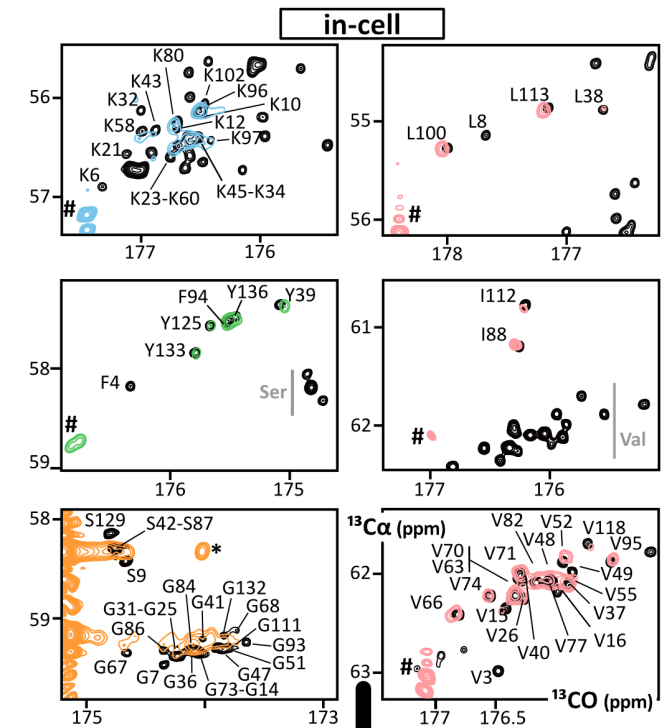 in-cell
K80
K43
K102
K32
K96
K10
K58
K12
K97
K21
K6
K23-K60
K45-K34
#
56
57
177
176
L113
L38
L8
L100
#
55
56
178
177
Y136
F94
Y39
Y125
Y133
F4
Ser
#
58
59
176
175
I112
I88
#
Val
61
62
177
176
58
S129
S42-S87
S9
*
G84
G132
G41
G68
G31-G25
G111
G86
G93
G51
G67
G7
G36
G47
G73-G14
59
175
173
¹³Cα (ppm)
V52
V82
V118
V48
V95
V70
V71
V63
V49
V74
V55
V66
V15
V37
V26
V16
V40
V77
V3
#
62
63
¹³CO (ppm)
177
176.5